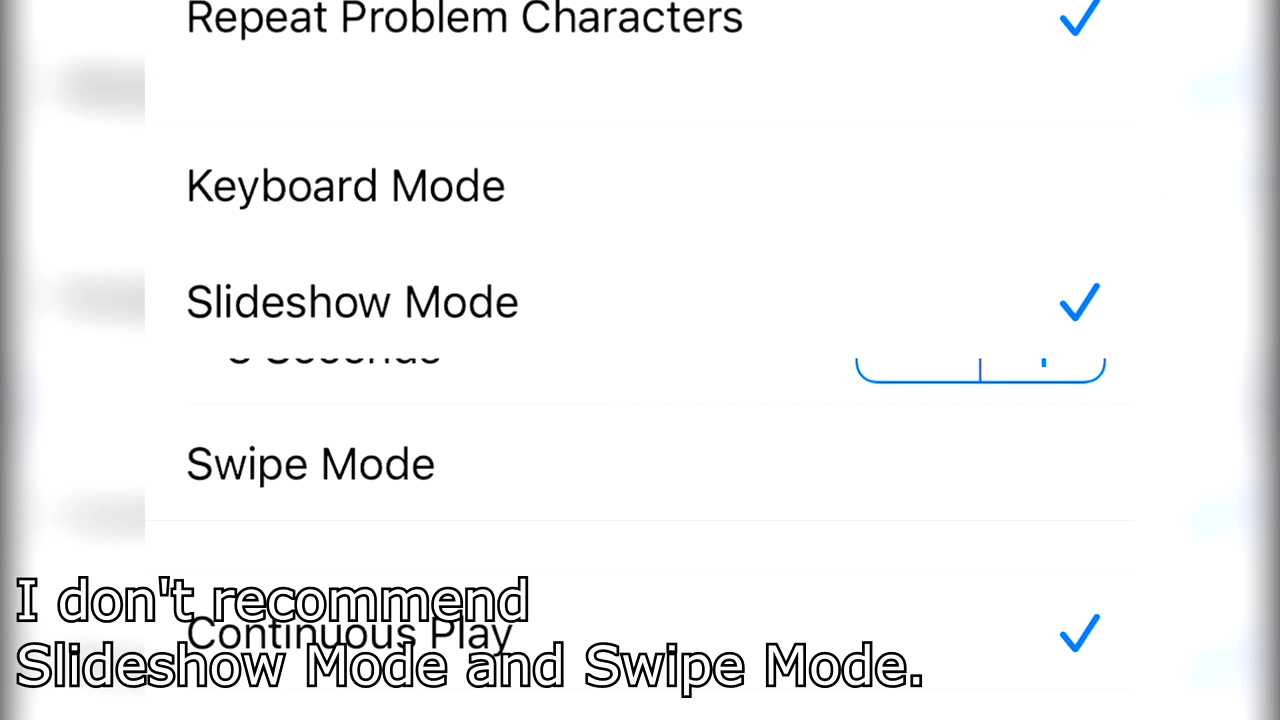 Repeat Problem Characters
Keyboard Mode
Slideshow Mode
Swipe Mode
Continuous Play
I don't recommend
Slideshow Mode and Swipe Mode.